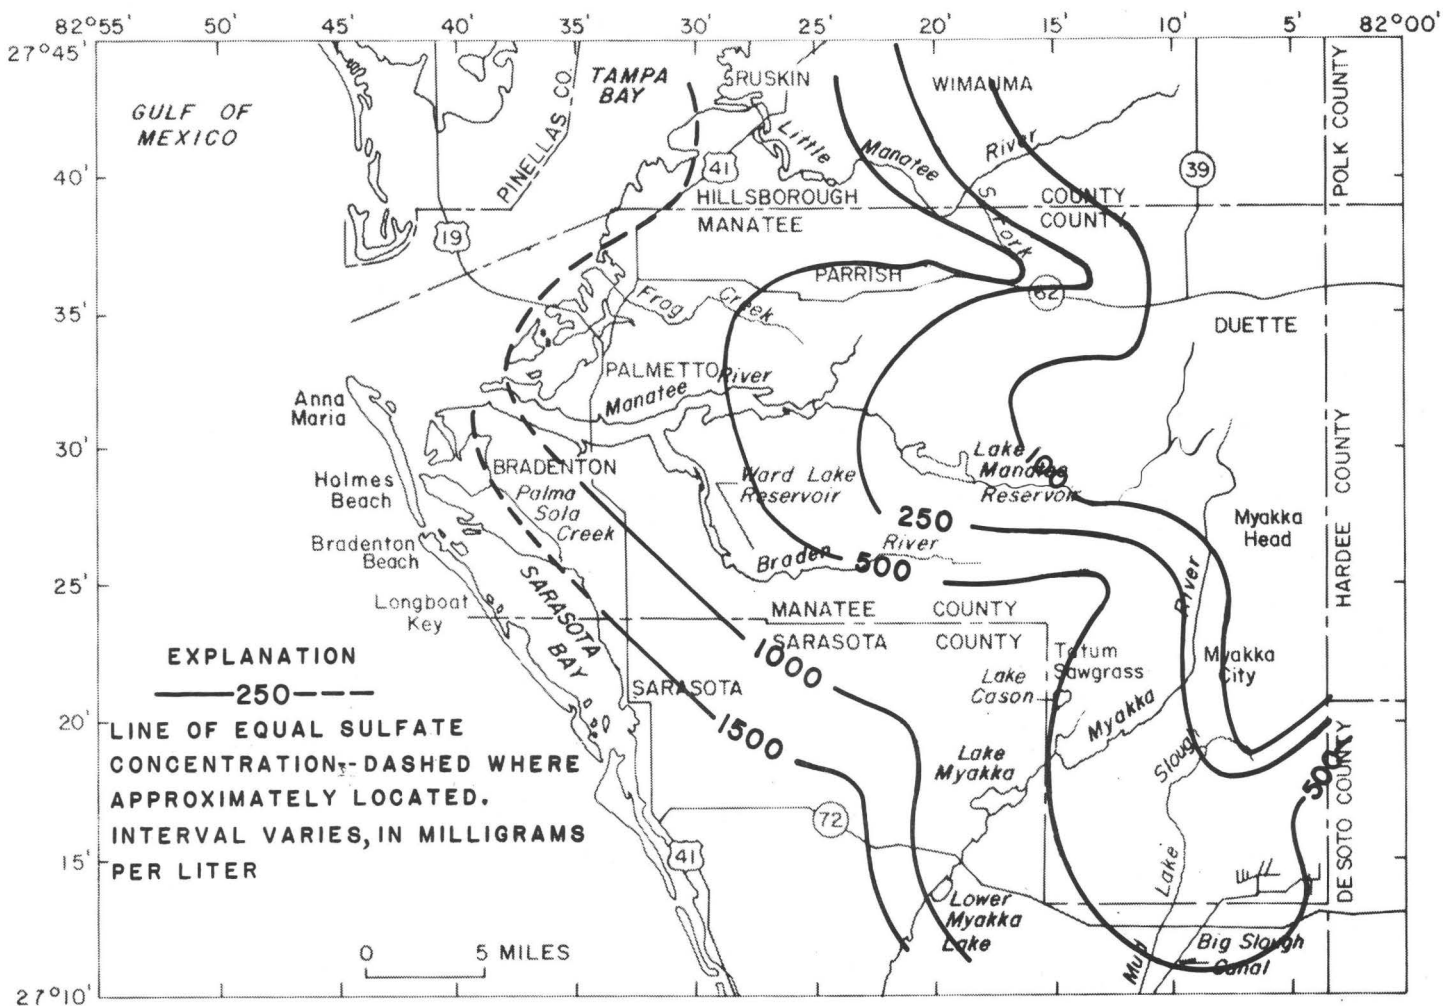 82°55' 50' 45' 40' 35' 30' 25' 20' 15' 10' 5' 82°00'
27°45'
GULF OF
MEXICO
PINELLAS CO.
TAMPA
BAY
RUSKIN
WIMAUMA
POLK COUNTY
Little
Manatee
River
S Fork
41
39
40'
HILLSBOROUGH
COUNTY
MANATEE
COUNTY
19
PARRISH
62
35'
Frog
Creek
DUETTE
PALMETTO
River
Manatee
Anna
Maria
30'
BRADENTON
Lake
Manatee
Reservoir
Holmes
Beach
Palma
Sola
Creek
Ward Lake
Reservoir
250
Myakka
Head
HARDEE COUNTY
Bradenton
Beach
Braden
River
500
25'
SARASOTA
BAY
River
Longboat
Key
MANATEE
COUNTY
SARASOTA
COUNTY
1000
Tatum
Sawgrass
Myakka
City
EXPLANATION
250
SARASOTA
Lake
Cason
Myakka
20'
LINE OF EQUAL SULFATE
CONCENTRATION--DASHED WHERE
APPROXIMATELY LOCATED.
INTERVAL VARIES, IN MILLIGRAMS
PER LITER
1500
Lake
Myakka
Slough
500
DE SOTO COUNTY
72
15'
41
Lake
Lower
Myakka
Lake
Mud
Big Slough
Canal
0 5 MILES
27°10'